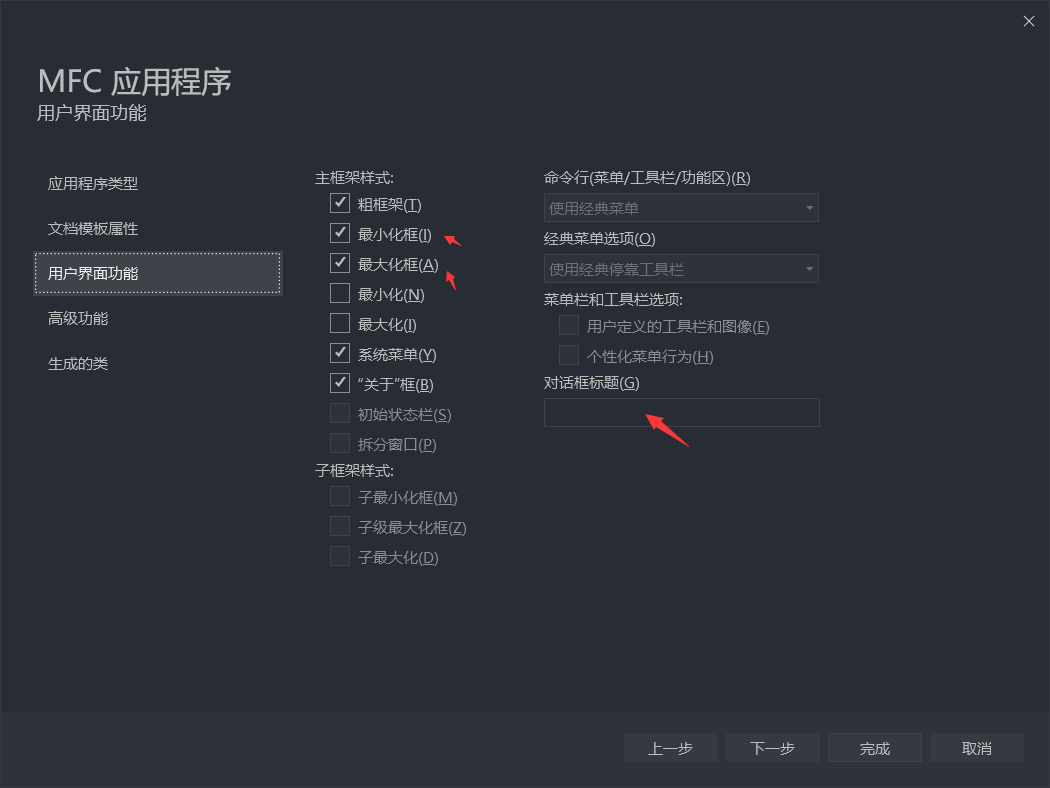 MFC 应用程序
用户界面功能
应用程序类型
文档模板属性
用户界面功能
高级功能
生成的类
主框架样式:
粗框架(T)
最小化框(I)
最大化框(A)
最小化(N)
最大化(I)
系统菜单(Y)
“关于”框(B)
初始状态栏(S)
拆分窗口(P)
子框架样式:
子最小化框(M)
子级最大化框(Z)
子最大化(D)
命令行(菜单/工具栏/功能区)(R)
使用经典菜单
经典菜单选项(O)
使用经典停靠工具栏
菜单栏和工具栏选项:
用户定义的工具栏和图像(E)
个性化菜单行为(H)
对话框标题(G)
上一步
下一步
完成
取消